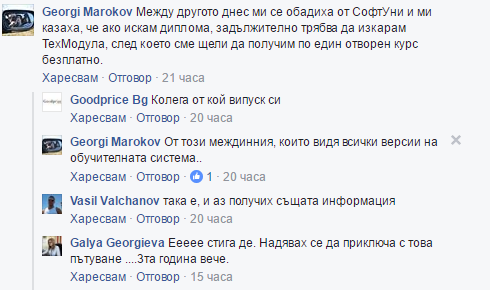 Georgi Marokov Между другото днес ми се обадиха от СофтУни и ми
казаха, че ако искам диплома, задължително трябва да изкарам
ТехМодула, след което сме щели да получим по един отворен курс
безплатно.
Харесвам · Отговор · 21 часа
Goodprice Bg Колега от кой випуск си
Харесвам · Отговор · 20 часа
Georgi Marokov От този междинния, които видя всички версии на
обучителната система..
Харесвам · Отговор · 1 · 20 часа
Vasil Valchanov така е, и аз получих същата информация
Харесвам · Отговор · 20 часа
Galya Georgieva Еееее стига де. Надявах се да приключа с това
пътуване ....3та година вече.
Харесвам · Отговор · 15 часа